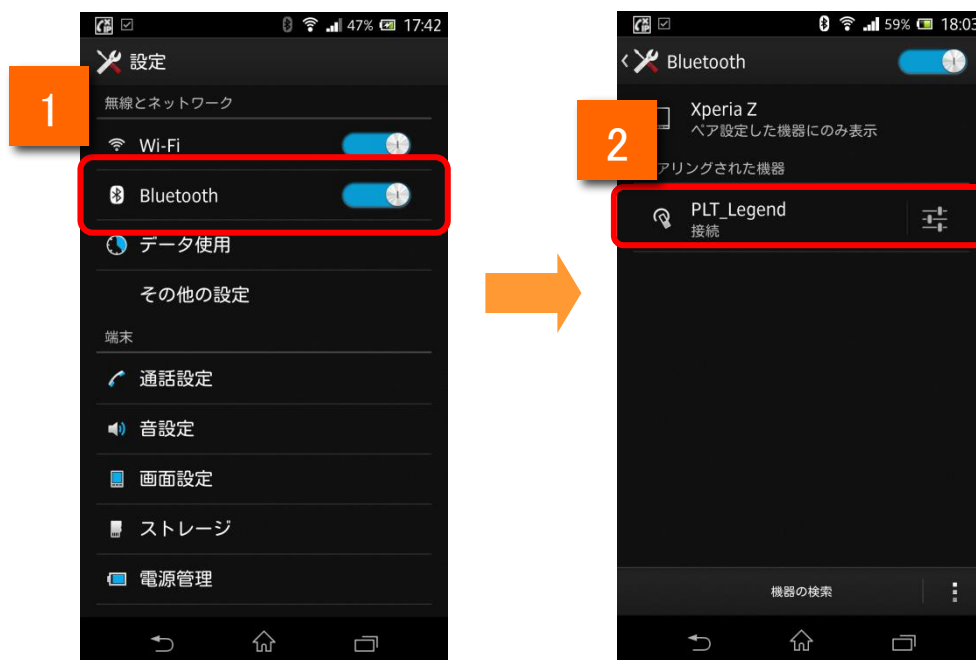 1
47% 17:42
設定
無線とネットワーク
Wi-Fi
Bluetooth
データ使用
その他の設定
端末
通話設定
音設定
画面設定
ストレージ
電源管理
2
59% 18:03
Bluetooth
Xperia Z
ペア設定した機器にのみ表示
アリングされた機器
PLT_Legend
接続
機器の検索